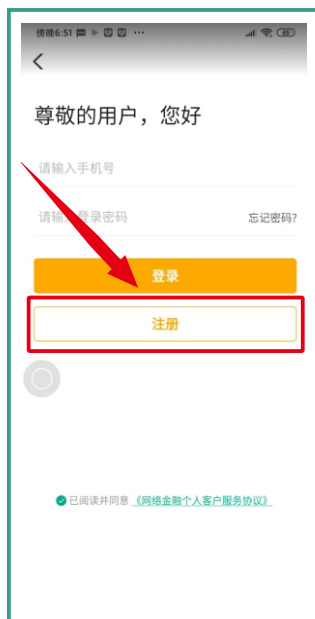 傍晚6:51 ··· 65
尊敬的用户，您好
请输入手机号
请输入登录密码 忘记密码?
登录
注册
已阅读并同意 《网络金融个人客户服务协议》